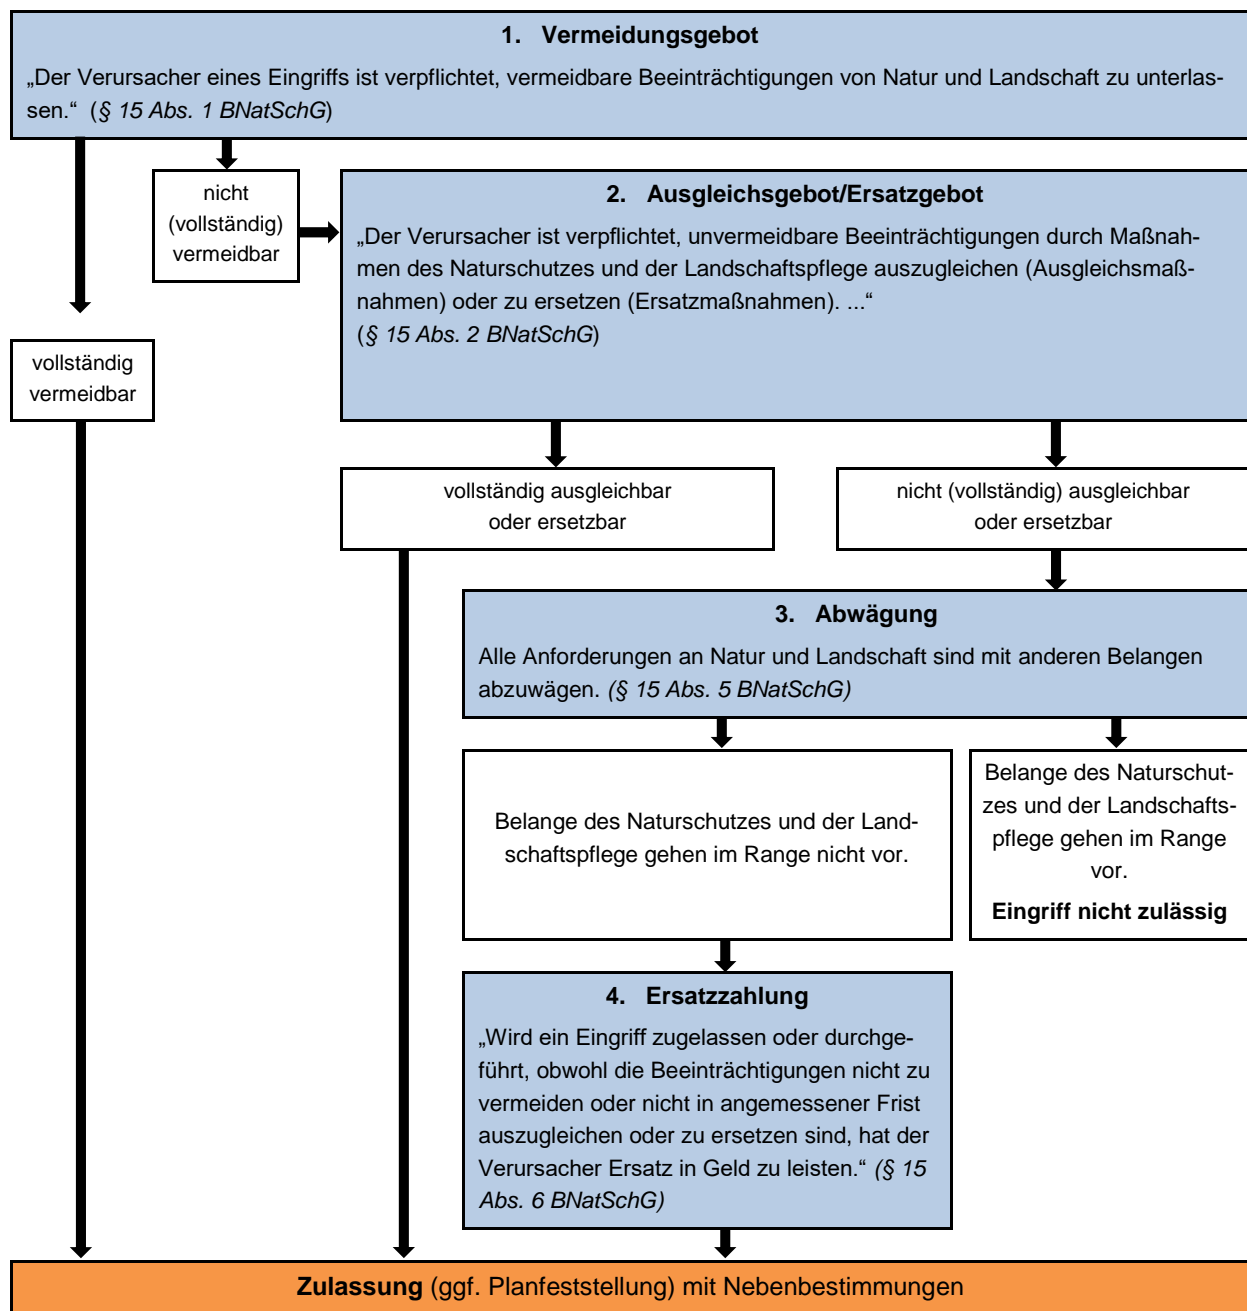 1. Vermeidungsgebot
„Der Verursacher eines Eingriffs ist verpflichtet, vermeidbare Beeinträchtigungen von Natur und Landschaft zu unterlas-
sen.“ (§ 15 Abs. 1 BNatSchG)
nicht
(vollständig)
vermeidbar
2. Ausgleichsgebot/Ersatzgebot
„Der Verursacher ist verpflichtet, unvermeidbare Beeinträchtigungen durch Maßnah-
men des Naturschutzes und der Landschaftspflege auszugleichen (Ausgleichsmaß-
nahmen) oder zu ersetzen (Ersatzmaßnahmen). ...“
(§ 15 Abs. 2 BNatSchG)
vollständig
vermeidbar
vollständig ausgleichbar
oder ersetzbar
nicht (vollständig) ausgleichbar
oder ersetzbar
3. Abwägung
Alle Anforderungen an Natur und Landschaft sind mit anderen Belangen
abzuwägen. (§ 15 Abs. 5 BNatSchG)
Belange des Naturschutzes und der Land-
schaftspflege gehen im Range nicht vor.
Belange des Naturschut-
zes und der Landschafts-
pflege gehen im Range
vor.
Eingriff nicht zulässig
4. Ersatzzahlung
„Wird ein Eingriff zugelassen oder durchge-
führt, obwohl die Beeinträchtigungen nicht zu
vermeiden oder nicht in angemessener Frist
auszugleichen oder zu ersetzen sind, hat der
Verursacher Ersatz in Geld zu leisten.“ (§ 15
Abs. 6 BNatSchG)
Zulassung (ggf. Planfeststellung) mit Nebenbestimmungen